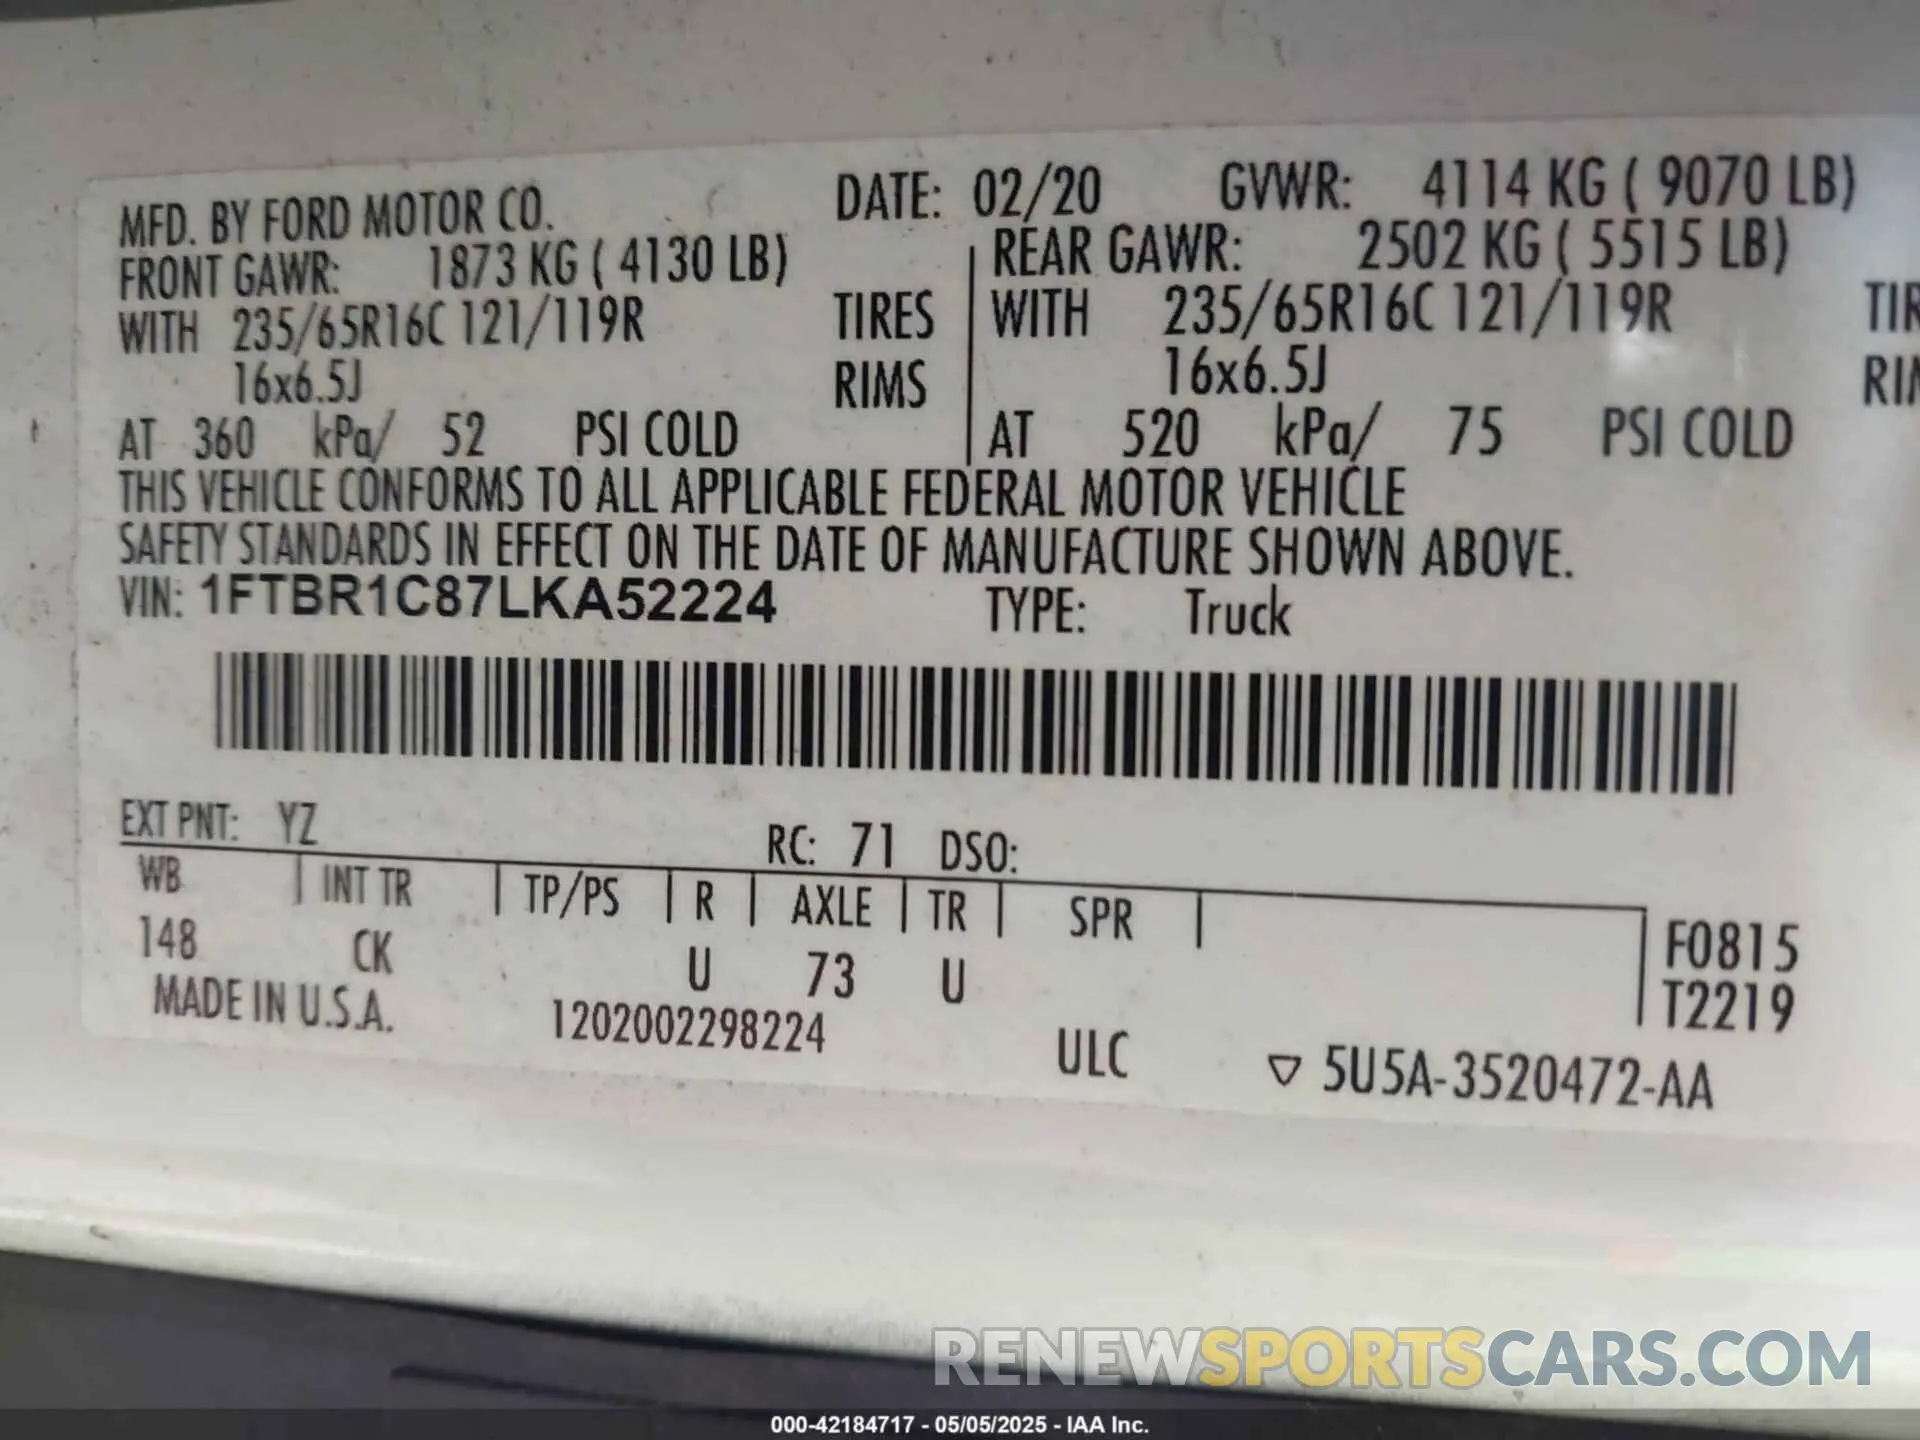 MFD. BY FORD MOTOR CO. DATE: 02/20 GVWR: 4114 KG ( 9070 LB)
FRONT GAWR: 1873 KG ( 4130 LB) REAR GAWR: 2502 KG ( 5515 LB)
WITH 235/65R16C 121/119R TIRES WITH 235/65R16C 121/119R TIR
16x6.5J RIMS 16x6.5J RIM
AT 360 kPa/ 52 PSI COLD AT 520 kPa/ 75 PSI COLD
THIS VEHICLE CONFORMS TO ALL APPLICABLE FEDERAL MOTOR VEHICLE
SAFETY STANDARDS IN EFFECT ON THE DATE OF MANUFACTURE SHOWN ABOVE.
VIN: 1FTBR1C87LKA52224 TYPE: Truck
EXT PNT: YZ RC: 71 DSO:
WB INT TR TP/PS R AXLE TR SPR
148 CK U 73 U F0815
T2219
MADE IN U.S.A. 1202002298224 ULC ▽ 5U5A-3520472-AA
RENEWSPORTSCARS.COM
000-42184717 - 05/05/2025 - IAA Inc.